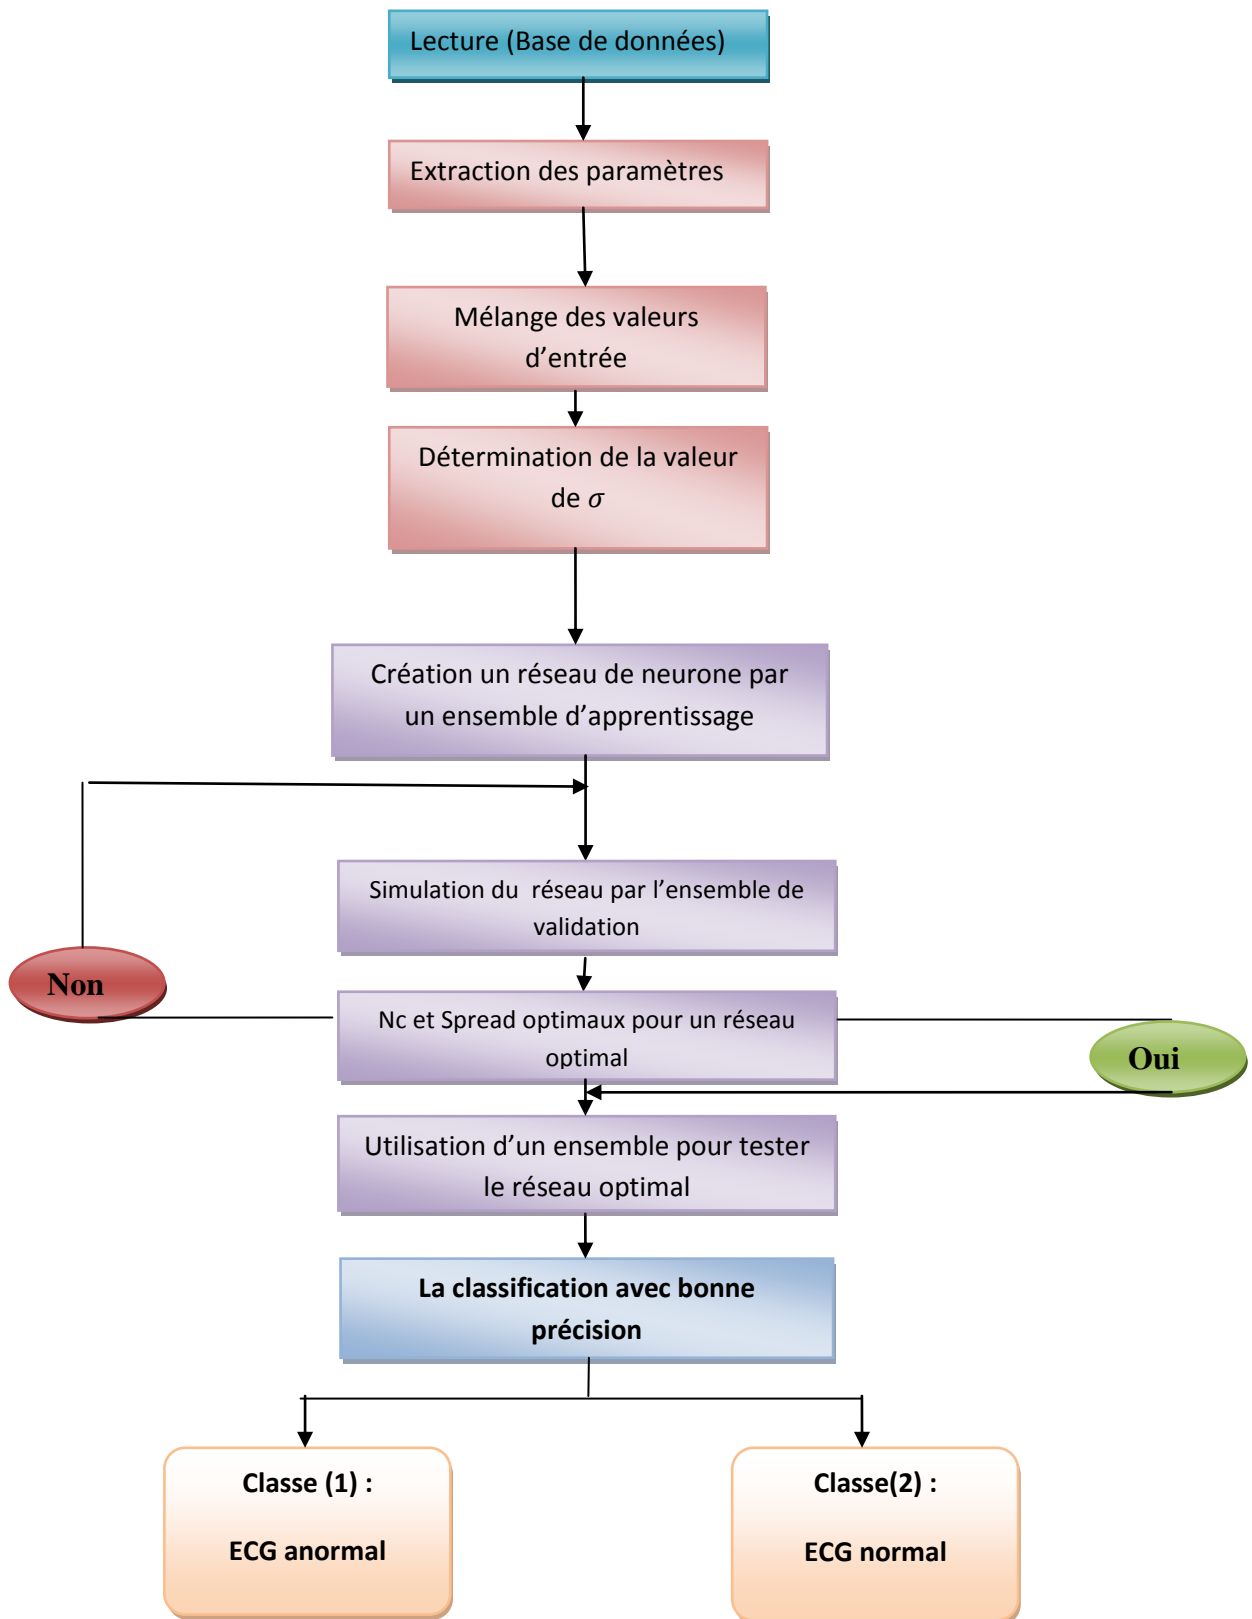 Lecture (Base de données)
Extraction des paramètres
Mélange des valeurs
d’entrée
Détermination de la valeur
de σ
Création un réseau de neurone par
un ensemble d’apprentissage
Simulation du réseau par l’ensemble de
validation
Non
Nc et Spread optimaux pour un réseau
optimal
Oui
Utilisation d’un ensemble pour tester
le réseau optimal
La classification avec bonne
précision
Classe (1) :
ECG anormal
Classe(2) :
ECG normal